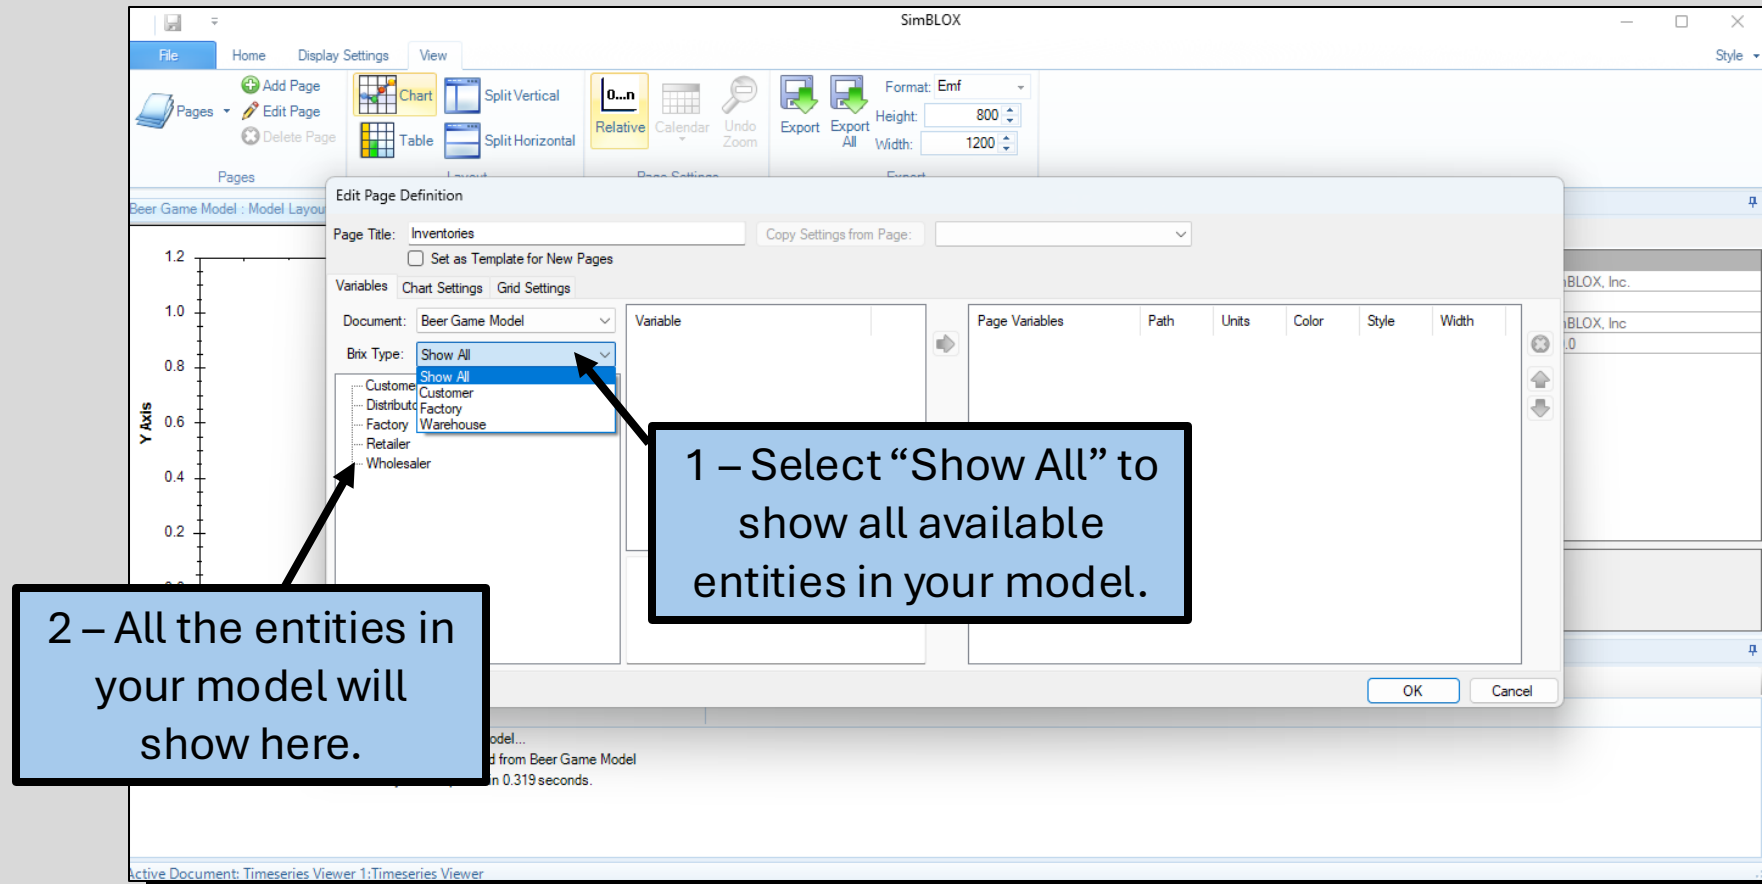 SimBLOX
File Home Display Settings View Style
Add Page
Pages Edit Page
Delete Page
Pages
Chart Split Vertical
Table Split Horizontal
0...n
Relative Calendar Undo Zoom
Page Settings
Export Export All
Format: Emf
Height: 800
Width: 1200
Export
Beer Game Model : Model Layou
Edit Page Definition
Page Title: Inventories Copy Settings from Page:
Set as Template for New Pages
Variables Chart Settings Grid Settings
Document: Beer Game Model
Brix Type: Show All
Show All
Customer
Factory
Warehouse
Custome
Distributo
Factory
Retailer
Wholesaler
Variable
Page Variables Path Units Color Style Width
OK Cancel
1.2
1.0
0.8
0.6
0.4
0.2
Y Axis
BLOX, Inc.
BLOX, Inc
.0
1 – Select “Show All” to
show all available
entities in your model.
2 – All the entities in
your model will
show here.
odel...
d from Beer Game Model
in 0.319 seconds.
Active Document: Timeseries Viewer 1:Timeseries Viewer